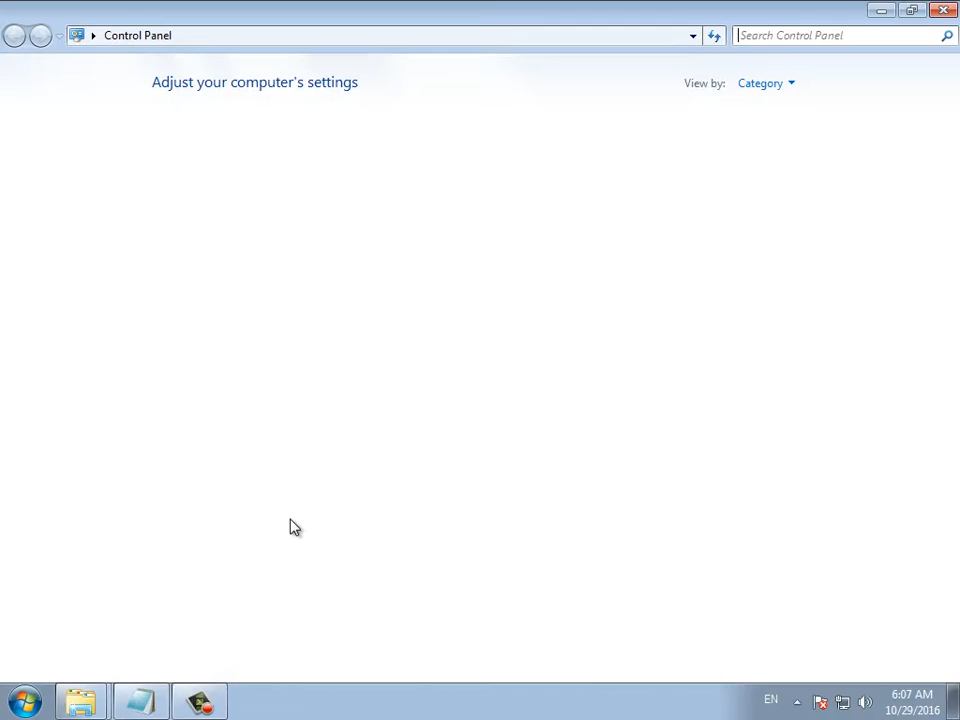 Control Panel
Search Control Panel
Adjust your computer's settings
View by: Category
EN
6:07 AM
10/29/2016